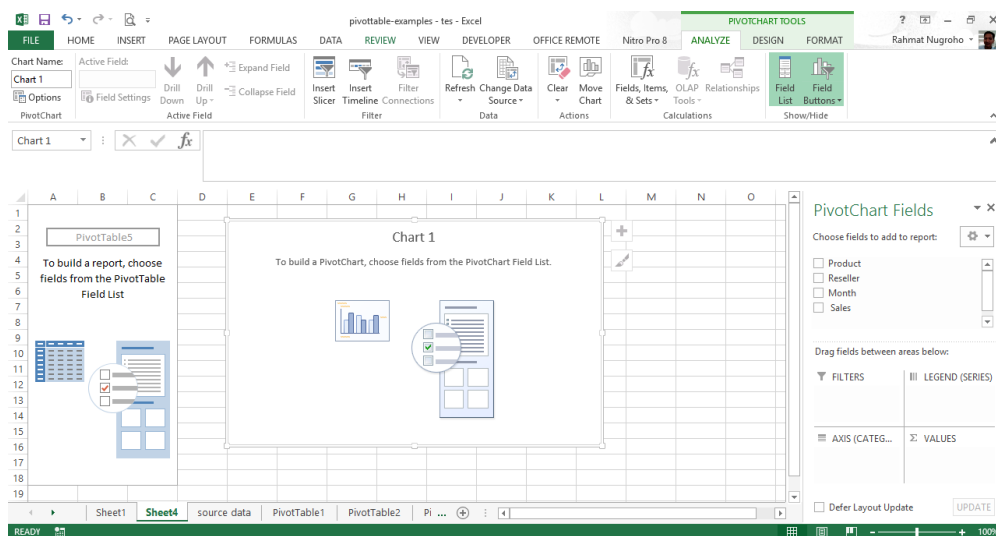 pivottable-examples - tes - Excel
PIVOTCHART TOOLS
?
FILE HOME INSERT PAGE LAYOUT FORMULAS DATA REVIEW VIEW DEVELOPER OFFICE REMOTE Nitro Pro 8 ANALYZE DESIGN FORMAT Rahmat Nugroho
Chart Name: Active Field:
Chart 1
Options
Field Settings
Drill Down
Drill Up
Expand Field
Collapse Field
Insert Slicer
Insert Timeline
Filter Connections
Refresh
Change Data Source
Clear
Move Chart
Fields, Items, & Sets
OLAP Tools
Relationships
Field List
Field Buttons
PivotChart Active Field Filter Data Actions Calculations Show/Hide
Chart 1
fx
A B C D E F G H I J K L M N O
1
2
3
4
5
6
7
8
9
10
11
12
13
14
15
16
17
18
19
PivotTable5
To build a report, choose
fields from the PivotTable
Field List
Chart 1
To build a PivotChart, choose fields from the PivotChart Field List.
PivotChart Fields
Choose fields to add to report:
Product
Reseller
Month
Sales
Drag fields between areas below:
FILTERS
LEGEND (SERIES)
AXIS (CATEG...
Σ VALUES
Defer Layout Update UPDATE
Sheet1 Sheet4 source data PivotTable1 PivotTable2 Pi ...
READY
100%